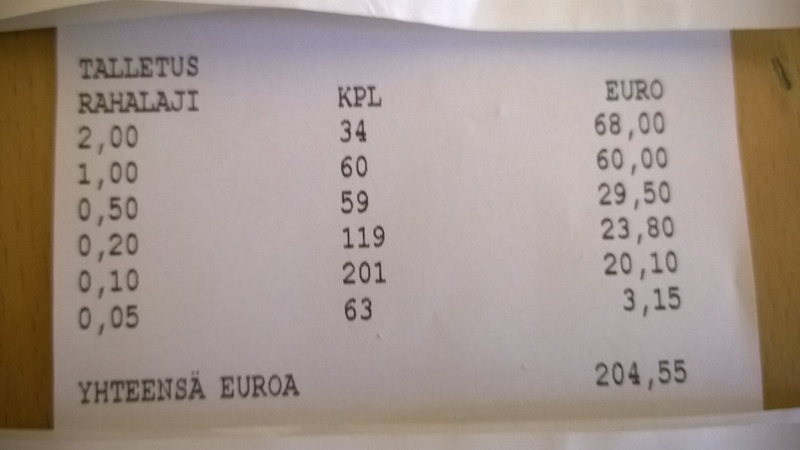 TALLETUS
RAHALAJI KPL EURO
2,00 34 68,00
1,00 60 60,00
0,50 59 29,50
0,20 119 23,80
0,10 201 20,10
0,05 63 3,15
YHTEENSÄ EUROA 204,55